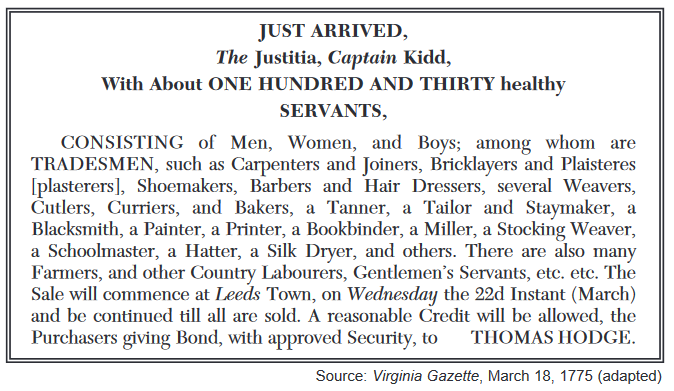 JUST ARRIVED,
The Justitia, Captain Kidd,
With About ONE HUNDRED AND THIRTY healthy
SERVANTS,
CONSISTING of Men, Women, and Boys; among whom are
TRADESMEN, such as Carpenters and Joiners, Bricklayers and Plaisteres
[plasterers], Shoemakers, Barbers and Hair Dressers, several Weavers,
Cutlers, Curriers, and Bakers, a Tanner, a Tailor and Staymaker, a
Blacksmith, a Painter, a Printer, a Bookbinder, a Miller, a Stocking Weaver,
a Schoolmaster, a Hatter, a Silk Dryer, and others. There are also many
Farmers, and other Country Labourers, Gentlemen's Servants, etc. etc. The
Sale will commence at Leeds Town, on Wednesday the 22d Instant (March)
and be continued till all are sold. A reasonable Credit will be allowed, the
Purchasers giving Bond, with approved Security, to THOMAS HODGE.
Source: Virginia Gazette, March 18, 1775 (adapted)